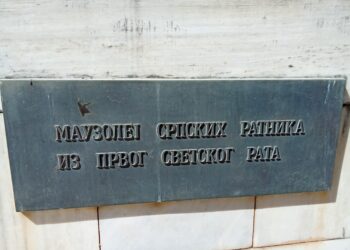 МАУЗОЛЕЈ СРПСКИХ РАТНИКА
ИЗ ПРВОГ СВЕТСКОГ РАТА